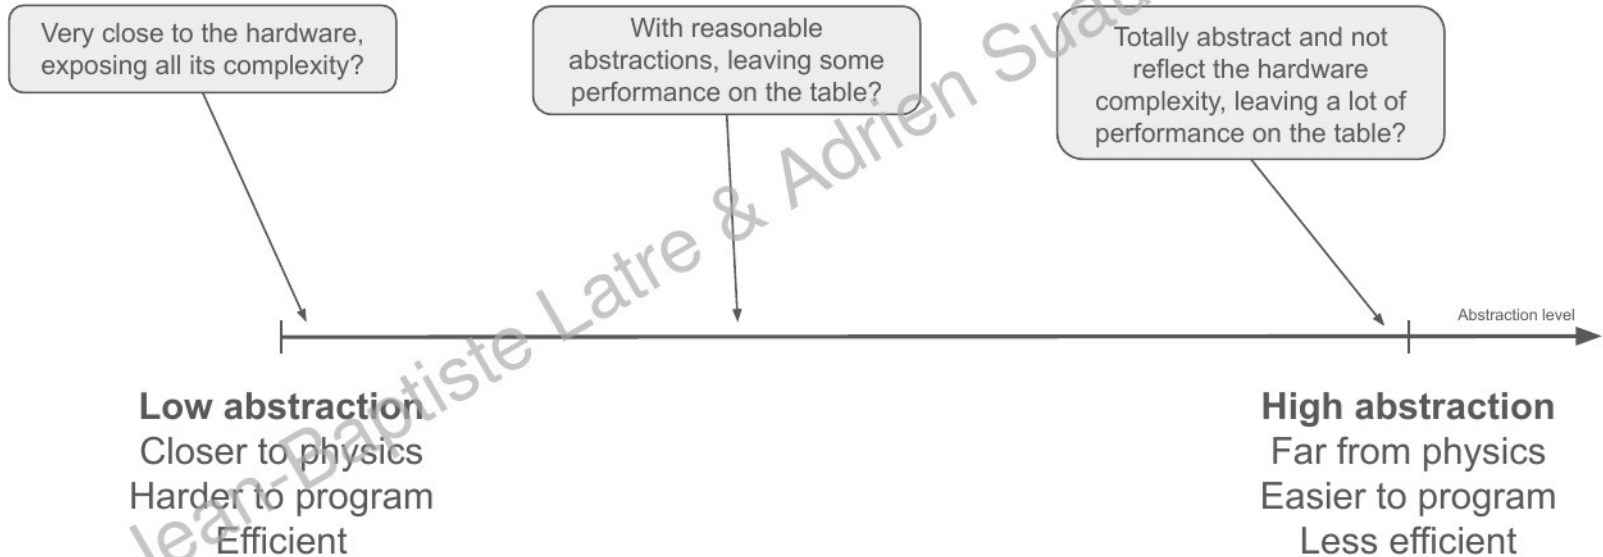 Very close to the hardware,
exposing all its complexity?
With reasonable
abstractions, leaving some
performance on the table?
Totally abstract and not
reflect the hardware
complexity, leaving a lot of
performance on the table?
Abstraction level
Low abstraction
Closer to physics
Harder to program
Efficient
High abstraction
Far from physics
Easier to program
Less efficient
Jean-Baptiste Latre & Adrien